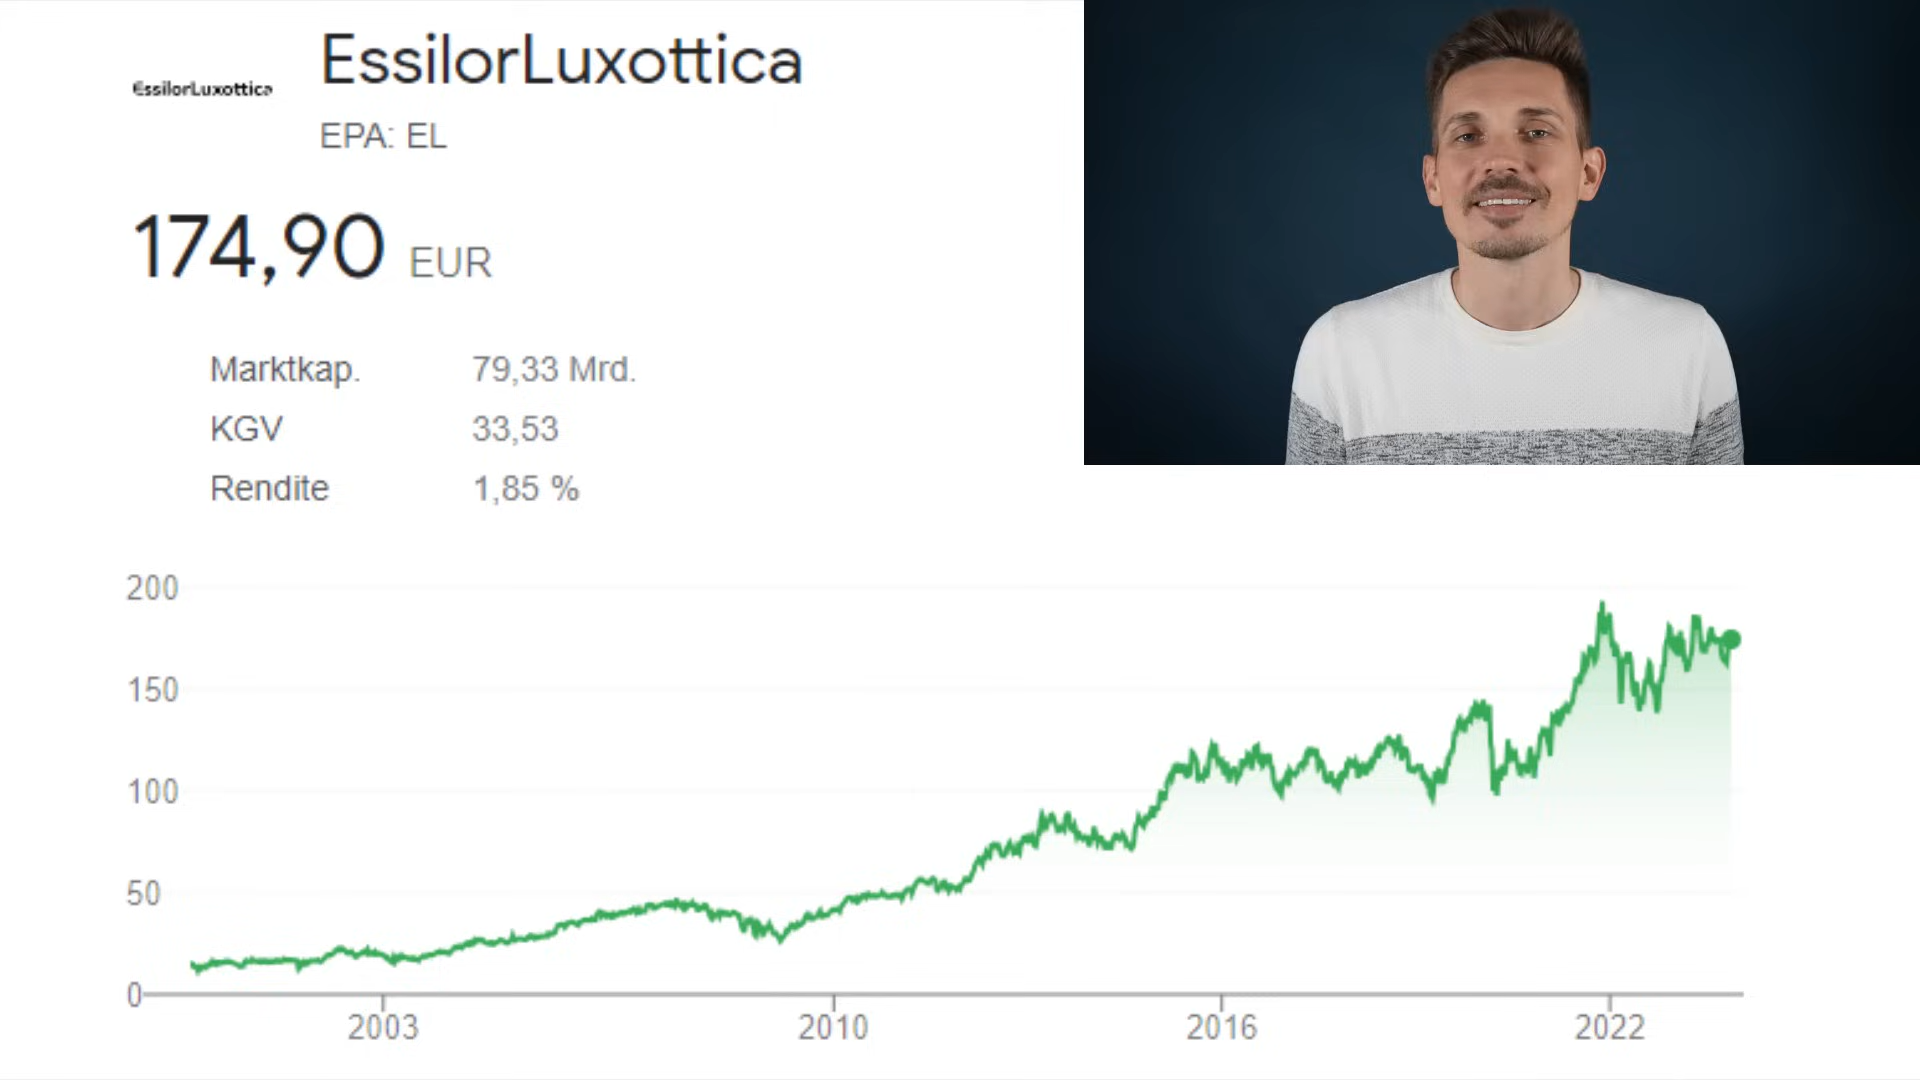 EssilorLuxottica
EssilorLuxottica
EPA: EL
174,90 EUR
Marktkap. 79,33 Mrd.
KGV 33,53
Rendite 1,85 %
200
150
100
50
0
2003 2010 2016 2022